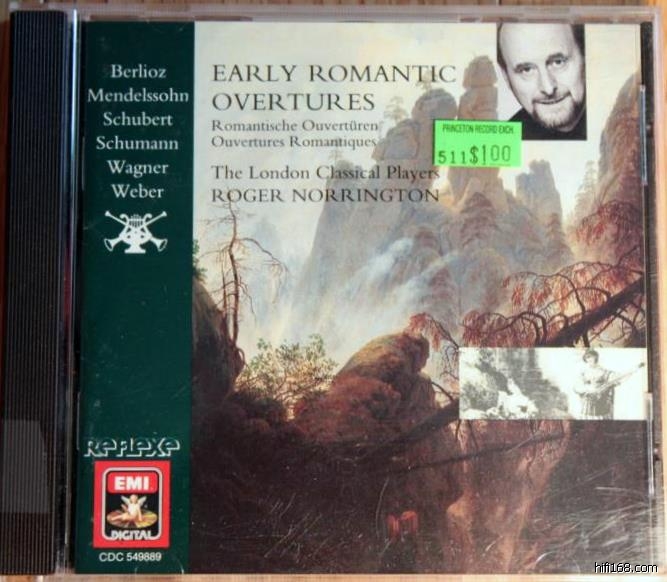 Berlioz
Mendelssohn
Schubert
Schumann
Wagner
Weber
EARLY ROMANTIC
OVERTURES
Romantische Ouvertüren
Ouvertures Romantiques
The London Classical Players
ROGER NORRINGTON
PRINCETON RECORD EXCH.
511$1.00
REFLEXE
EMI
DIGITAL
CDC 549889
hifi168.com